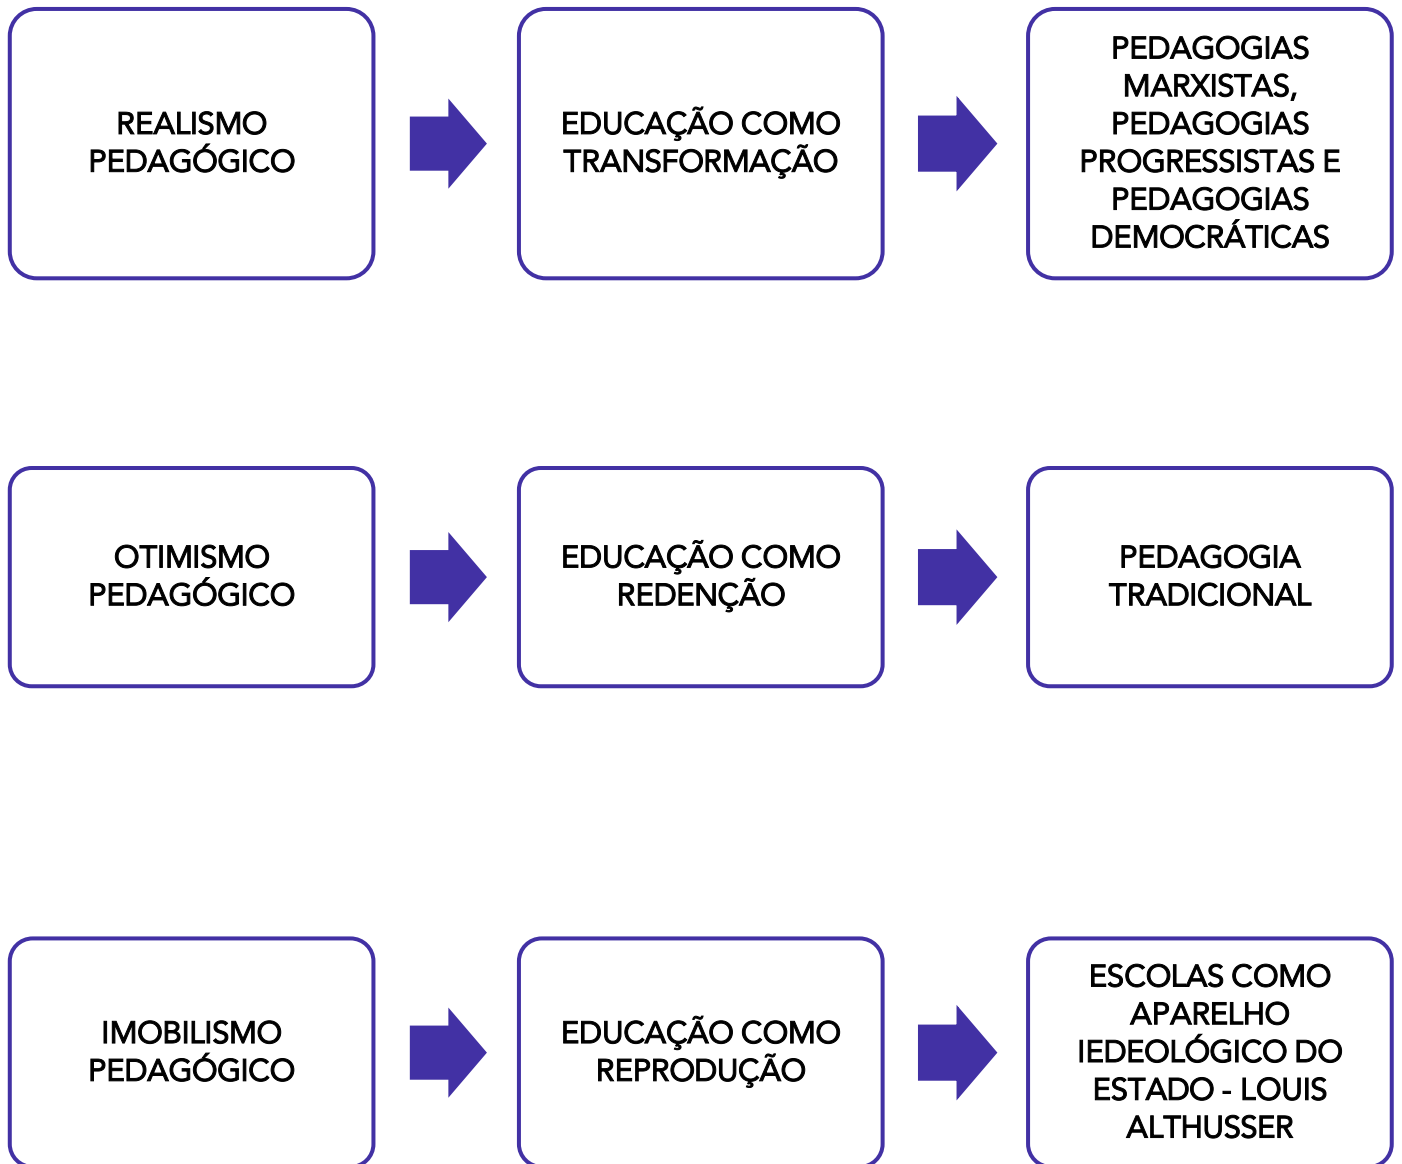 REALISMO
PEDAGÓGICO
EDUCAÇÃO COMO
TRANSFORMAÇÃO
PEDAGOGIAS
MARXISTAS,
PEDAGOGIAS
PROGRESSISTAS E
PEDAGOGIAS
DEMOCRÁTICAS
OTIMISMO
PEDAGÓGICO
EDUCAÇÃO COMO
REDENÇÃO
PEDAGOGIA
TRADICIONAL
IMOBILISMO
PEDAGÓGICO
EDUCAÇÃO COMO
REPRODUÇÃO
ESCOLAS COMO
APARELHO
IEDEOLÓGICO DO
ESTADO - LOUIS
ALTHUSSER